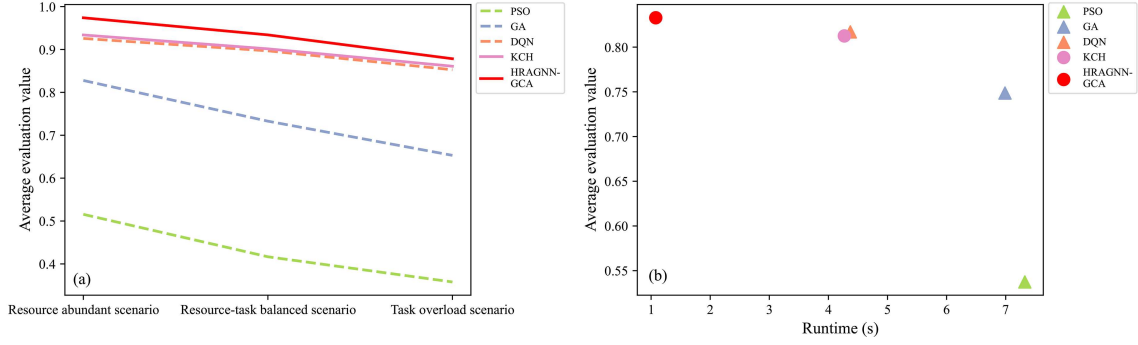 1.0
0.9
0.8
0.7
0.6
0.5
0.4
Average evaluation value
(a)
Resource abundant scenario
Resource-task balanced scenario
Task overload scenario
PSO
GA
DQN
KCH
HRAGNN-
GCA
0.80
0.75
0.70
0.65
0.60
0.55
Average evaluation value
(b)
1
2
3
4
5
6
7
Runtime (s)
PSO
GA
DQN
KCH
HRAGNN-
GCA